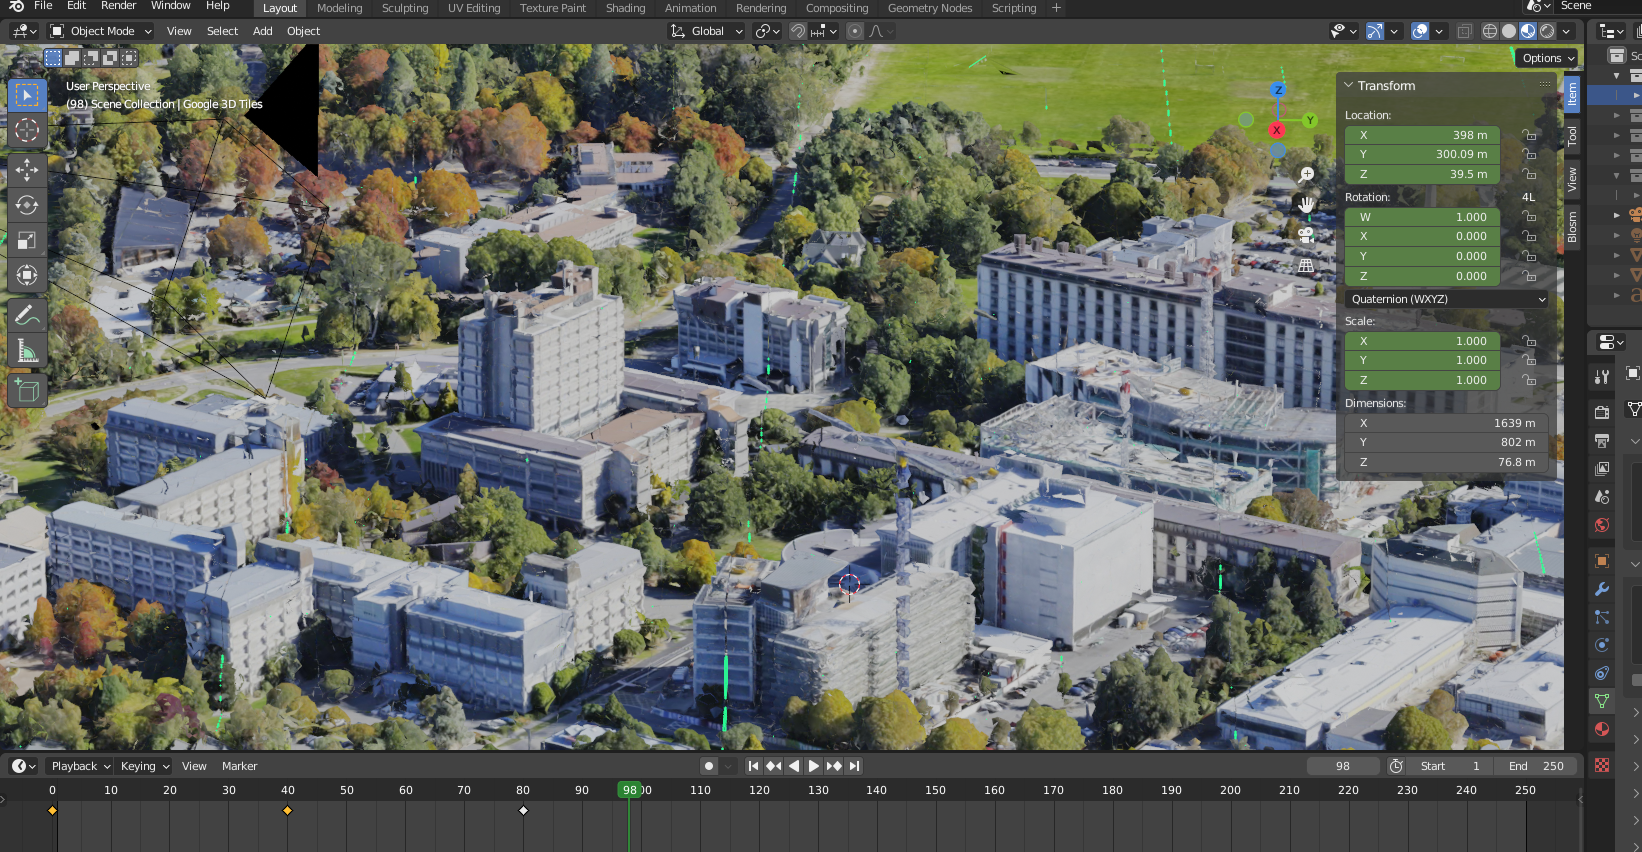 File Edit Render Window Help Layout Modeling Sculpting UV Editing Texture Paint Shading Animation Rendering Compositing Geometry Nodes Scripting + Scene
Object Mode View Select Add Object Global
Options
User Perspective
(98) Scene Collection | Google 3D Tiles
Z
Y
X
Transform
Location:
X 398 m
Y 300.09 m
Z 39.5 m
Rotation: 4L
W 1.000
X 0.000
Y 0.000
Z 0.000
Quaternion (WXYZ)
Scale:
X 1.000
Y 1.000
Z 1.000
Dimensions:
X 1639 m
Y 802 m
Z 76.8 m
Item
Tool
View
Blosm
Sc
Playback Keying View Marker 98 Start 1 End 250
0 10 20 30 40 50 60 70 80 90 98 00 110 120 130 140 150 160 170 180 190 200 210 220 230 240 250